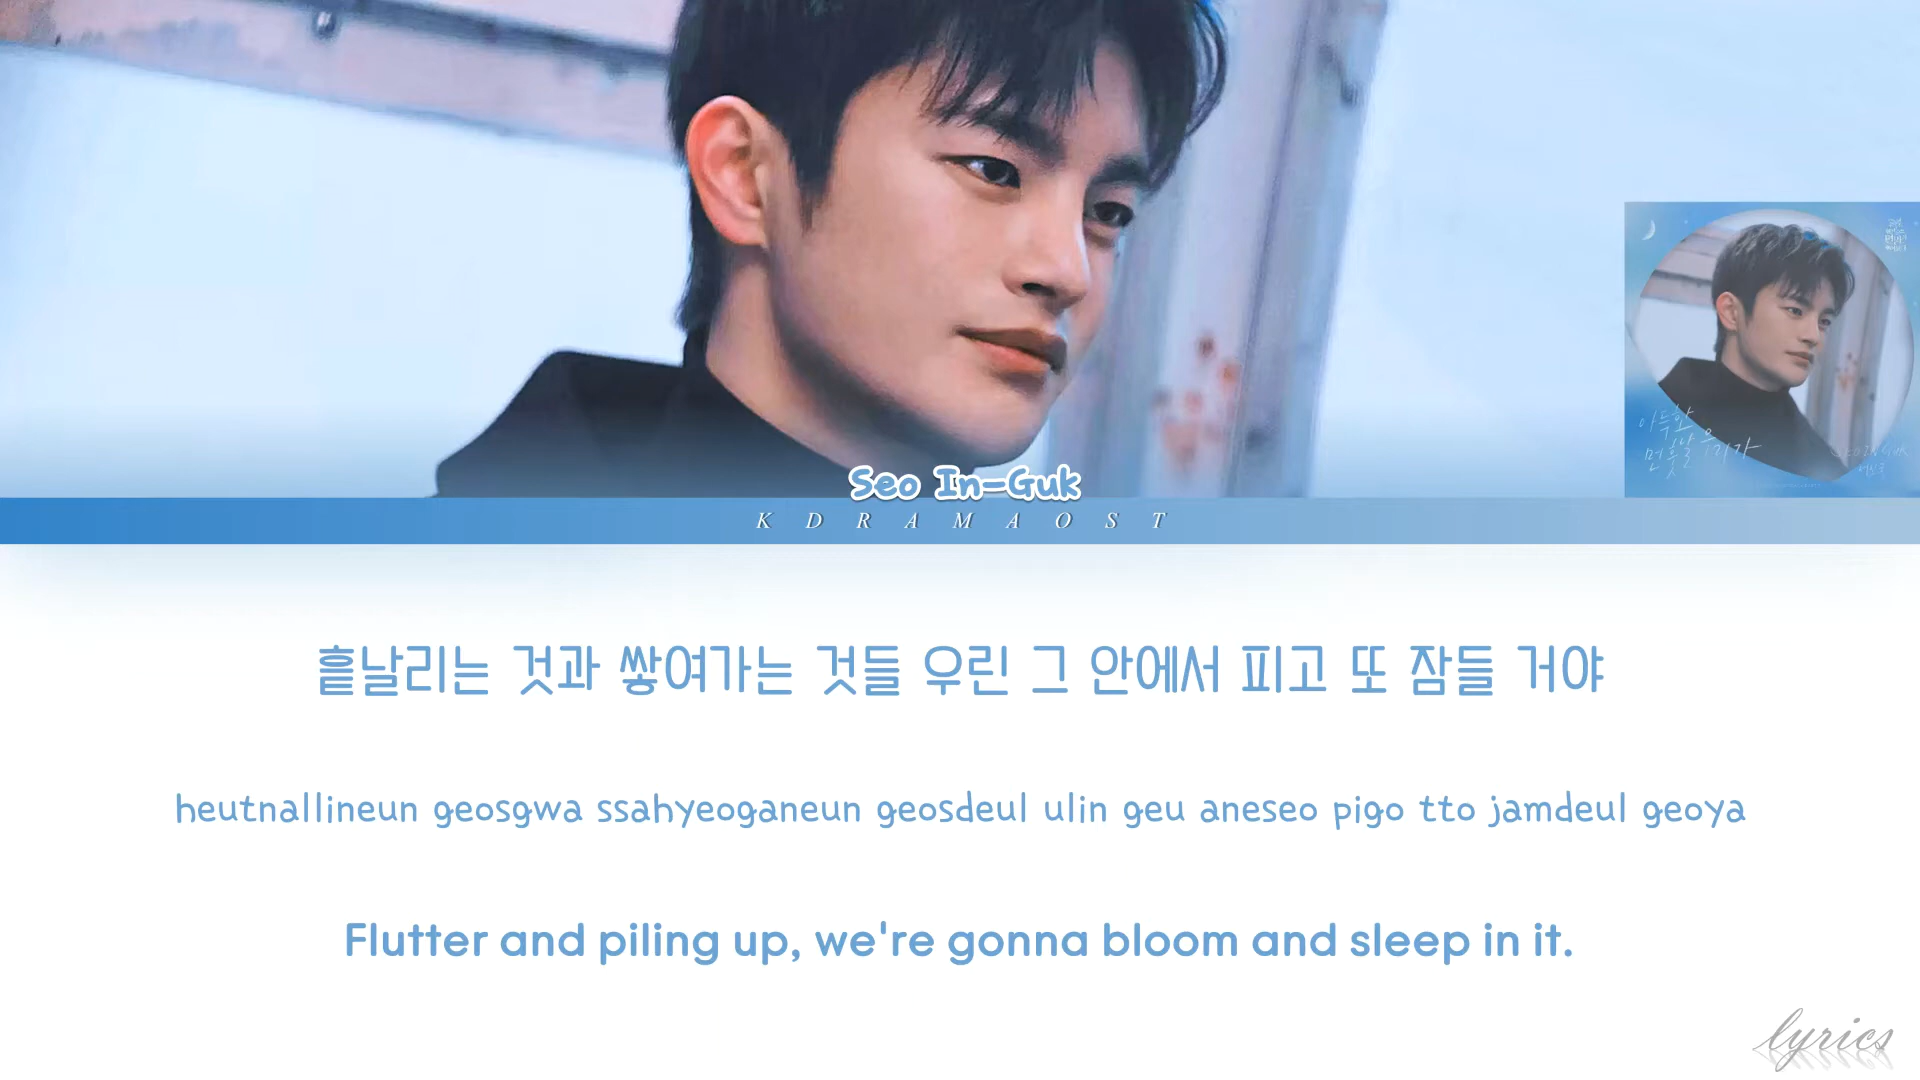 Seo In-Guk
KDRAMAOST
흩날리는 것과 쌓여가는 것들 우린 그 안에서 피고 또 잠들 거야
heutnallineun geosgwa ssahyeoganeun geosdeul ulin geu aneseo pigo tto jamdeul geoya
Flutter and piling up, we're gonna bloom and sleep in it.
lyrics